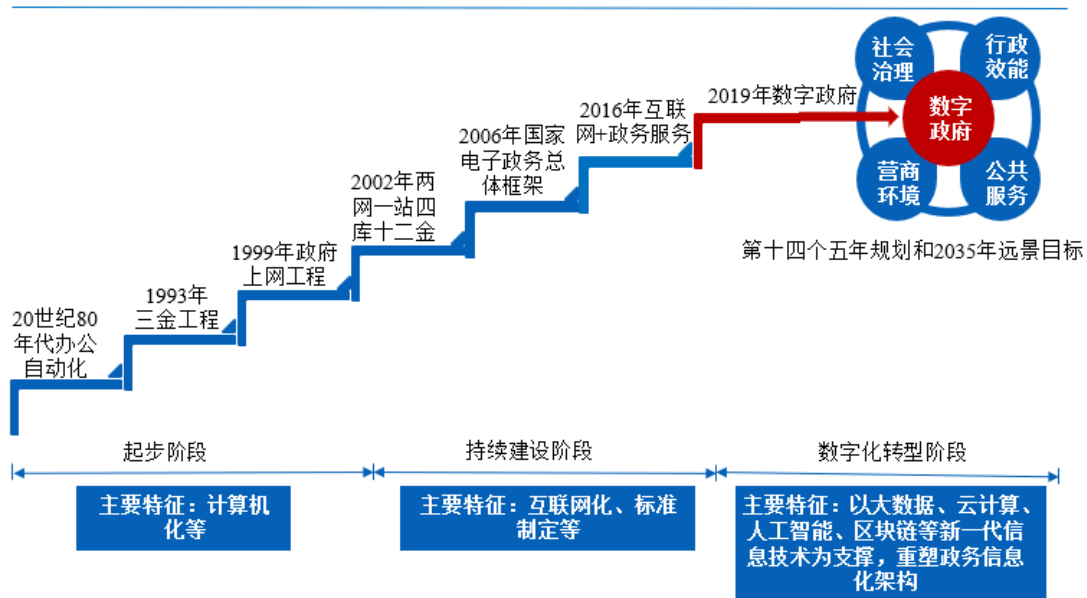 20世纪80
年代办公
自动化
1993年
三金工程
1999年政府
上网工程
2002年两
网一站四
库十二金
2006年国家
电子政务总
体框架
2016年互联
网+政务服务
2019年数字政府
社会
治理
行政
效能
数字
政府
营商
环境
公共
服务
第十四个五年规划和2035年远景目标
起步阶段
持续建设阶段
数字化转型阶段
主要特征：计算机
化等
主要特征：互联网化、标准
制定等
主要特征：以大数据、云计算、
人工智能、区块链等新一代信
息技术为支撑，重塑政务信息
化架构